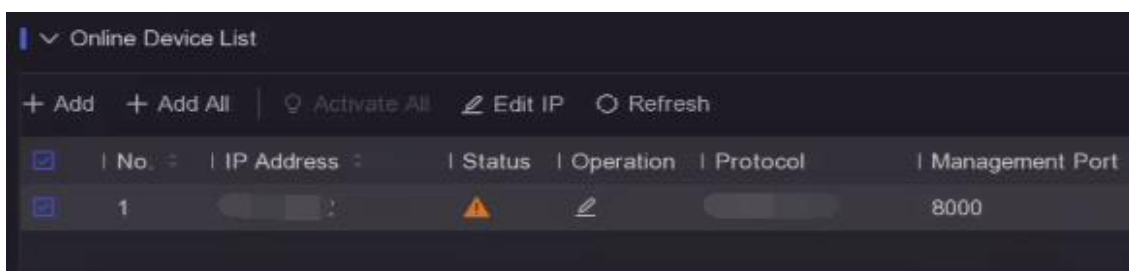 Online Device List
+ Add + Add All Activate All Edit IP Refresh
No. IP Address Status Operation Protocol Management Port
1 8000